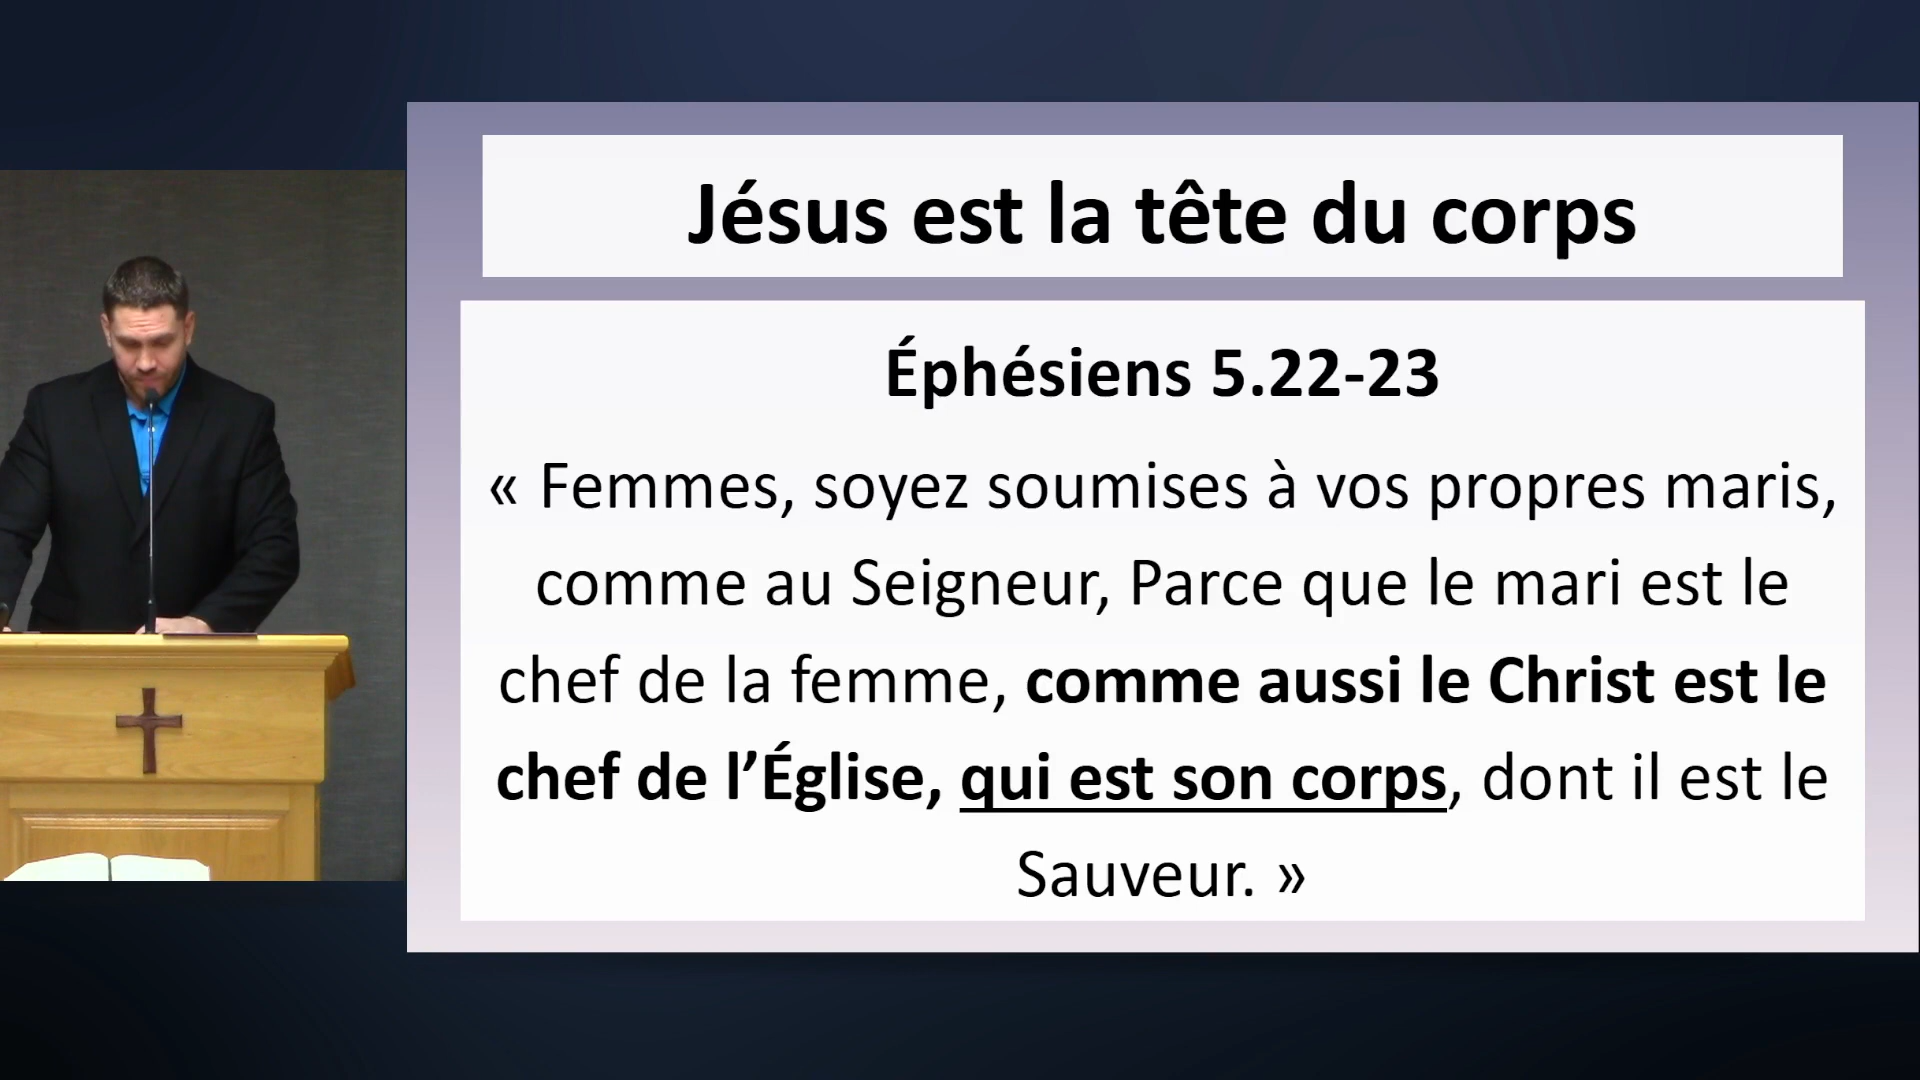 Jésus est la tête du corps
Éphésiens 5.22-23
« Femmes, soyez soumises à vos propres maris,
comme au Seigneur, Parce que le mari est le
chef de la femme, comme aussi le Christ est le
chef de l’Église, qui est son corps, dont il est le
Sauveur. »